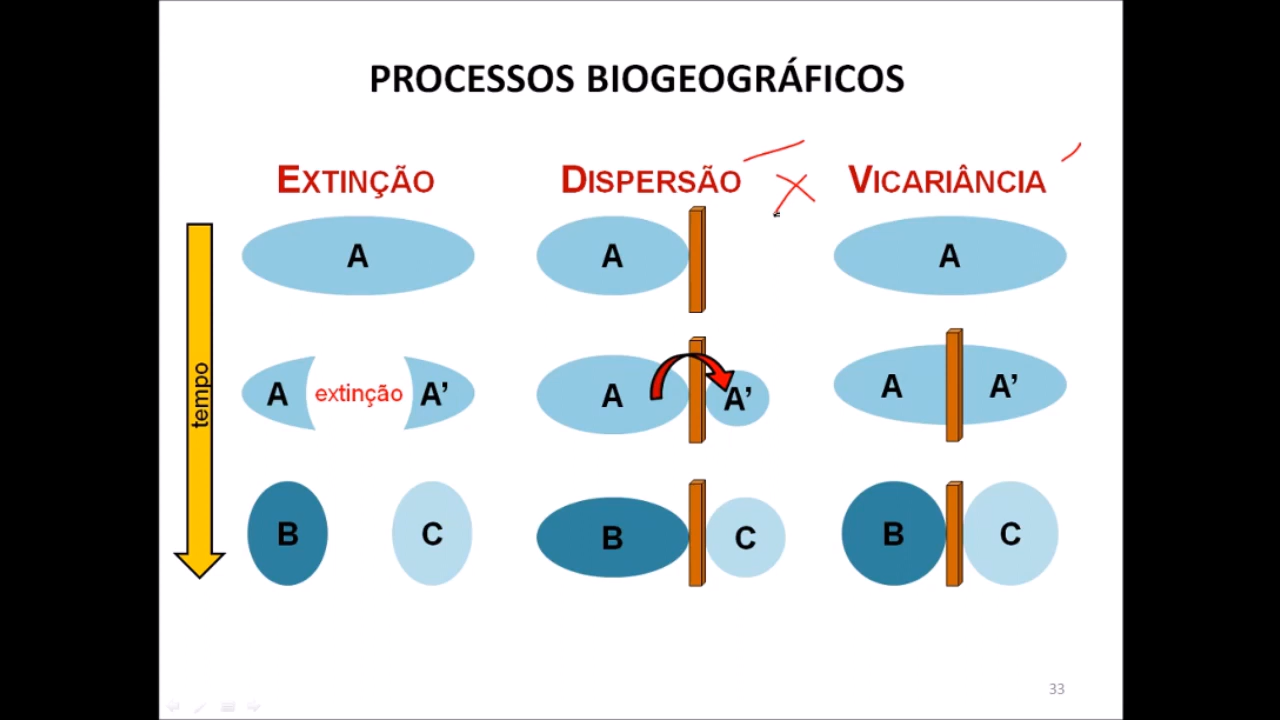 PROCESSOS BIOGEOGRÁFICOS
EXTINÇÃO
DISPERSÃO
VICARIÂNCIA
A
A
A
tempo
A extinção A’
A A’
A A’
B C
B C
B C
33